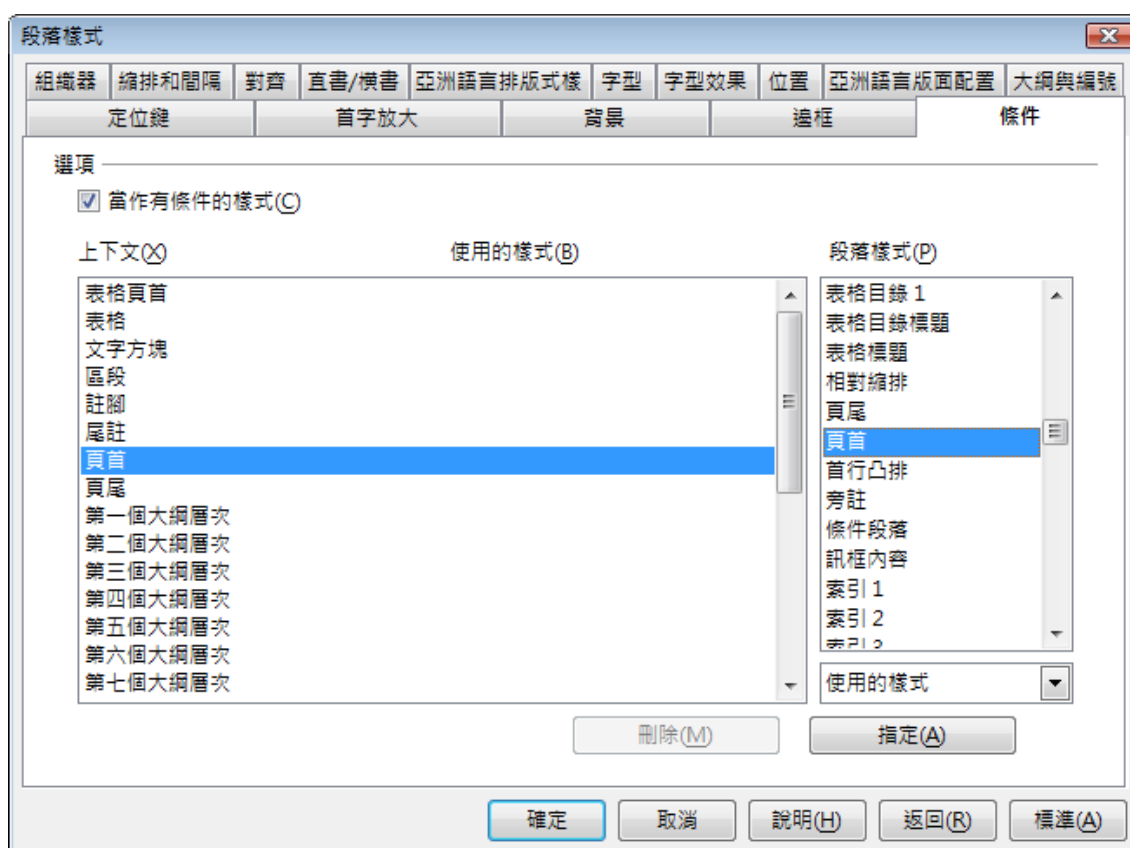 段落樣式
組織器 縮排和間隔 對齊 直書/橫書 亞洲語言排版式樣 字型 字型效果 位置 亞洲語言版面配置 大綱與編號
定位鍵 首字放大 背景 邊框 條件
選項
當作有條件的樣式(C)
上下文(X) 使用的樣式(B) 段落樣式(P)
表格頁首
表格
文字方塊
區段
註腳
尾註
頁首
頁尾
第一個大綱層次
第二個大綱層次
第三個大綱層次
第四個大綱層次
第五個大綱層次
第六個大綱層次
第七個大綱層次
表格目錄 1
表格目錄標題
表格標題
相對縮排
頁尾
頁首
首行凸排
旁註
條件段落
訊框內容
索引 1
索引 2
索引 3
使用的樣式
刪除(M) 指定(A)
確定 取消 說明(H) 返回(R) 標準(A)